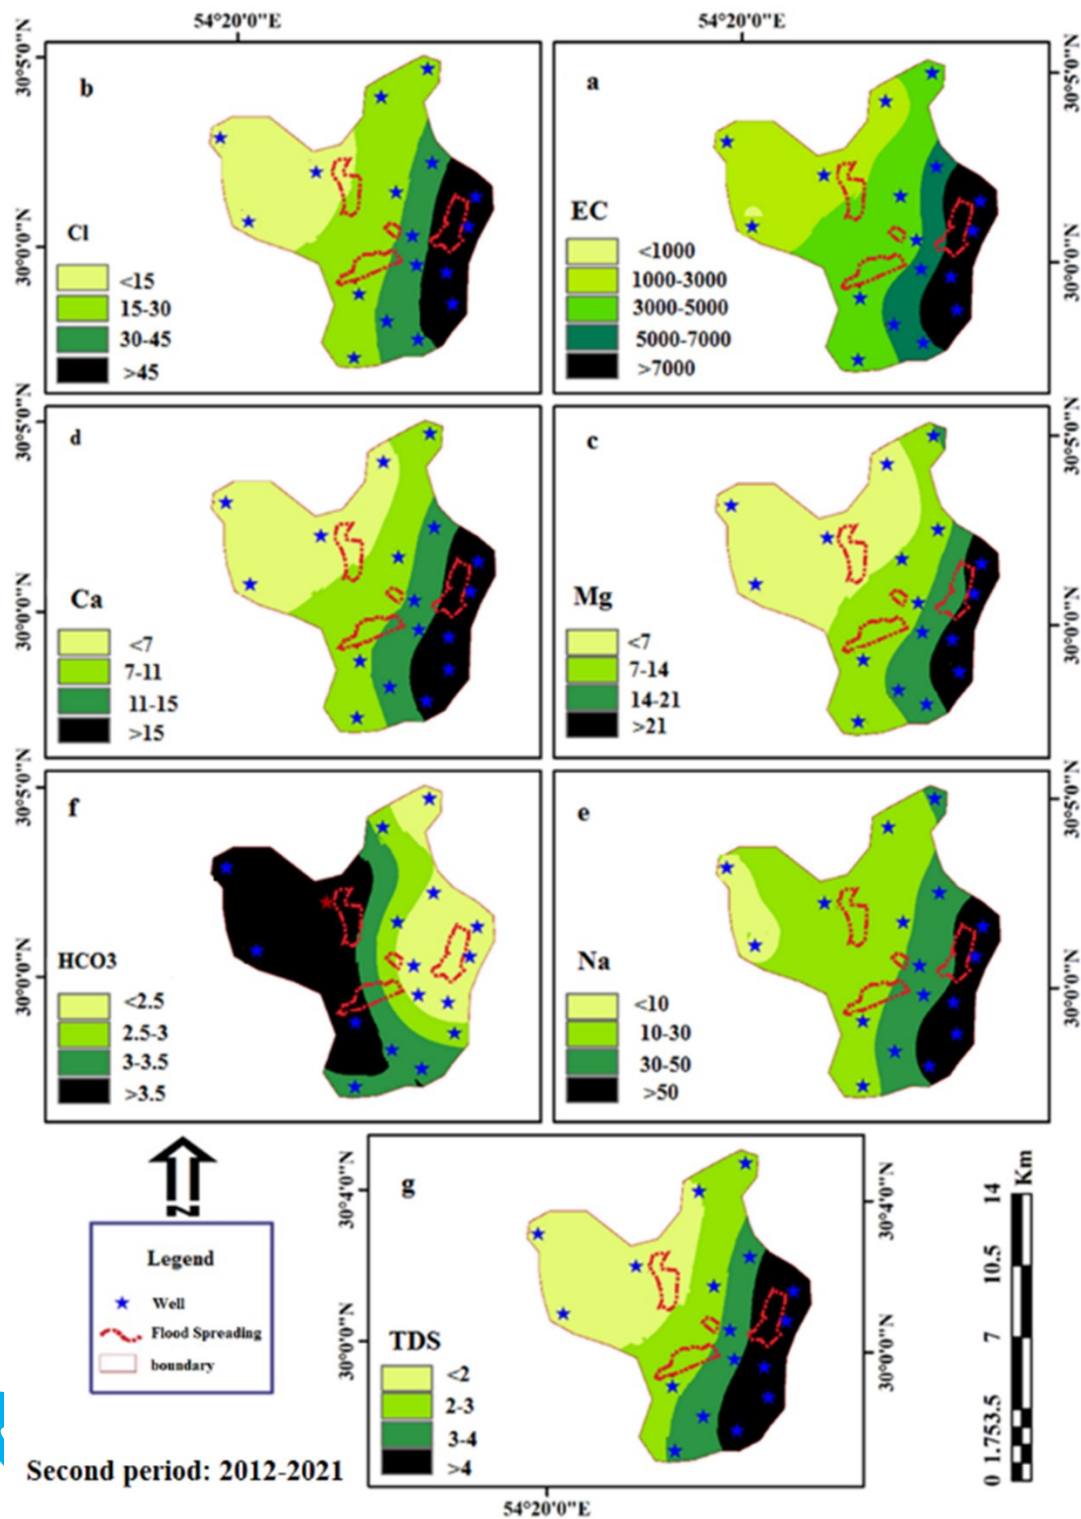 54°20'0"E
54°20'0"E
30°5'0"N
30°0'0"N
b
Cl
<15
15-30
30-45
>45
a
EC
<1000
1000-3000
3000-5000
5000-7000
>7000
30°5'0"N
30°0'0"N
30°5'0"N
30°0'0"N
d
Ca
<7
7-11
11-15
>15
c
Mg
<7
7-14
14-21
>21
30°5'0"N
30°0'0"N
30°5'0"N
30°0'0"N
f
HCO3
<2.5
2.5-3
3-3.5
>3.5
e
Na
<10
10-30
30-50
>50
30°5'0"N
30°0'0"N
N
Legend
Well
Flood Spreading
boundary
30°4'0"N
30°0'0"N
g
TDS
<2
2-3
3-4
>4
30°4'0"N
30°0'0"N
Km
14
10.5
7
3.5
1.75
0
Second period: 2012-2021
54°20'0"E